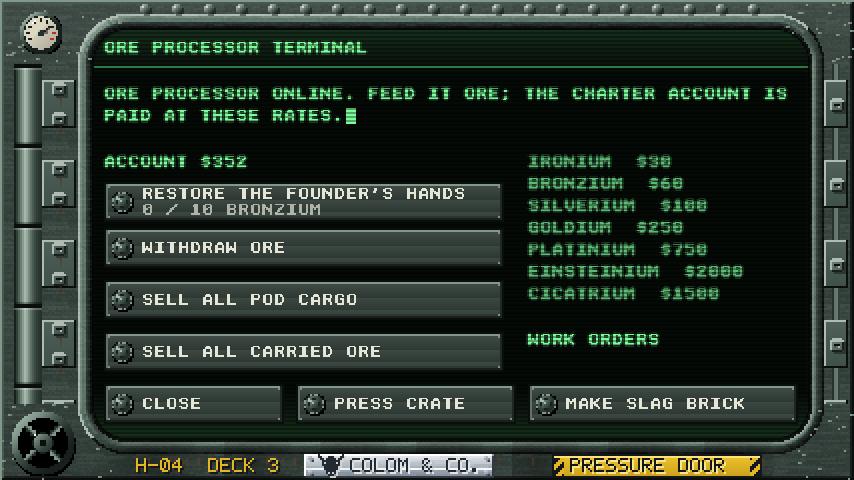 ORE PROCESSOR TERMINAL
ORE PROCESSOR ONLINE. FEED IT ORE; THE CHARTER ACCOUNT IS
PAID AT THESE RATES.
ACCOUNT $352
RESTORE THE FOUNDER'S HANDS
0 / 10 BRONZIUM
WITHDRAW ORE
SELL ALL POD CARGO
SELL ALL CARRIED ORE
IRONIUM $30
BRONZIUM $60
SILVERIUM $100
GOLDIUM $250
PLATINIUM $750
EINSTEINIUM $2000
CICATRIUM $1500
WORK ORDERS
CLOSE
PRESS CRATE
MAKE SLAG BRICK
H-04 DECK 3
COLOM & CO.
PRESSURE DOOR